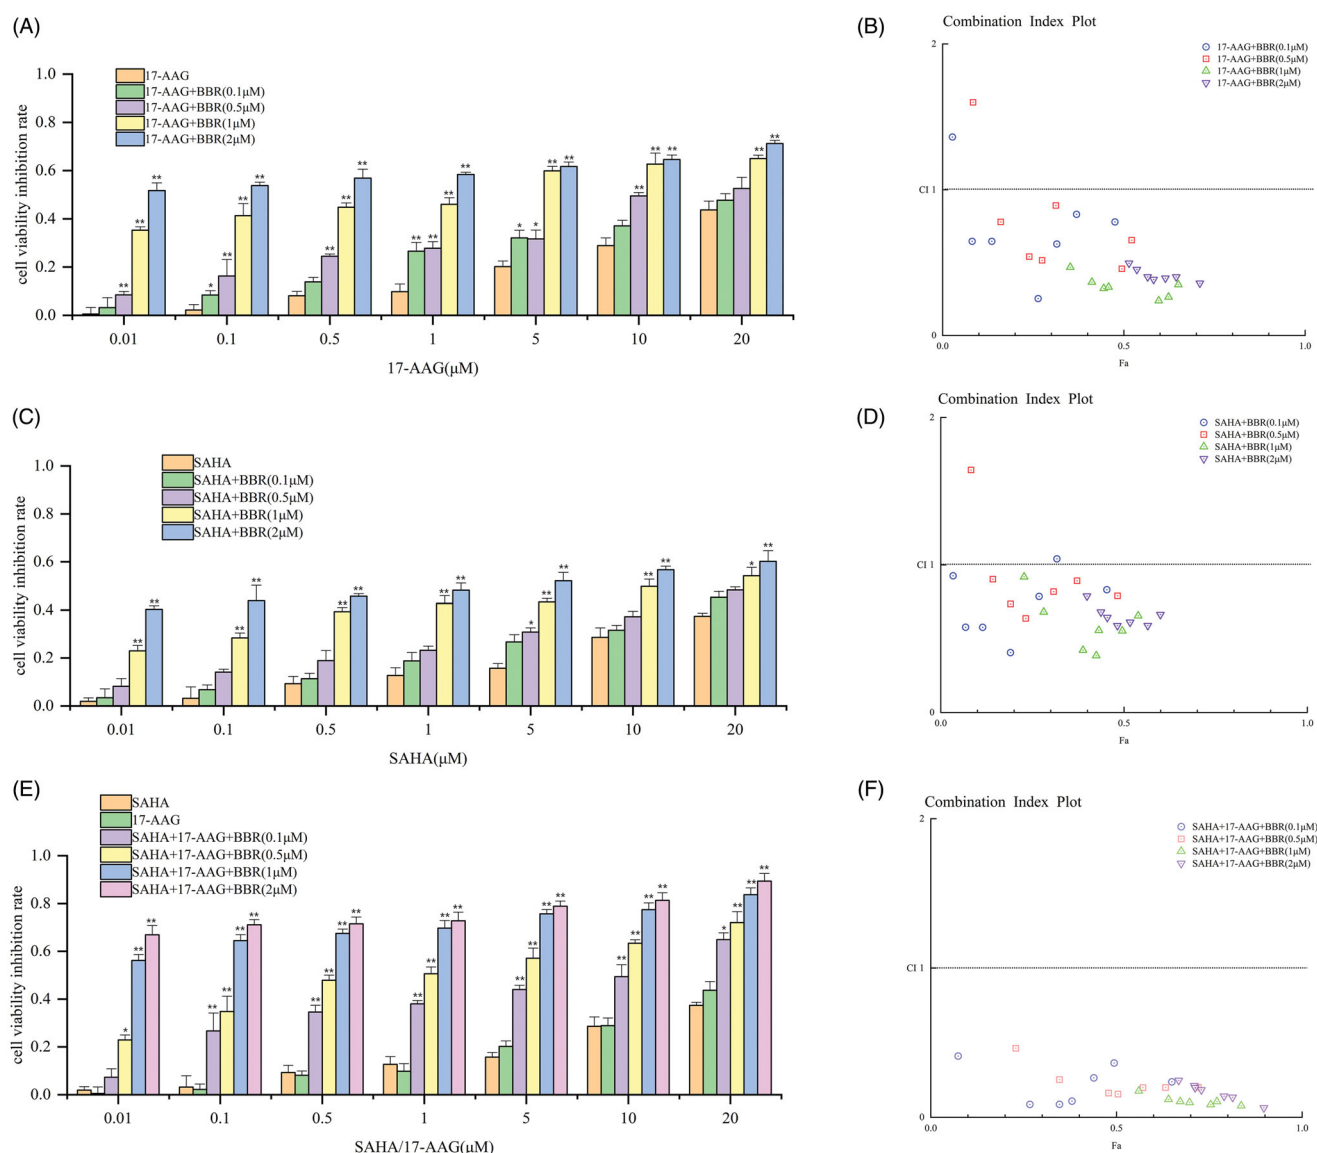 (A)
1.0
0.8
0.6
0.4
0.2
0.0
cell viability inhibition rate
17-AAG
17-AAG+BBR(0.1μM)
17-AAG+BBR(0.5μM)
17-AAG+BBR(1μM)
17-AAG+BBR(2μM)
** ** ** ** * ** ** ** ** ** ** ** ** ** ** ** * * ** ** ** ** ** ** **
0.01 0.1 0.5 1 5 10 20
17-AAG(μM)
(B)
Combination Index Plot
17-AAG+BBR(0.1μM)
17-AAG+BBR(0.5μM)
17-AAG+BBR(1μM)
17-AAG+BBR(2μM)
2
CI 1
0
0.0 0.5 1.0
Fa
(C)
1.0
0.8
0.6
0.4
0.2
0.0
cell viability inhibition rate
SAHA
SAHA+BBR(0.1μM)
SAHA+BBR(0.5μM)
SAHA+BBR(1μM)
SAHA+BBR(2μM)
** ** ** ** ** ** ** ** * ** ** ** ** * **
0.01 0.1 0.5 1 5 10 20
SAHA(μM)
(D)
Combination Index Plot
SAHA+BBR(0.1μM)
SAHA+BBR(0.5μM)
SAHA+BBR(1μM)
SAHA+BBR(2μM)
2
CI 1
0
0.0 0.5 1.0
Fa
(E)
1.0
0.8
0.6
0.4
0.2
0.0
cell viability inhibition rate
SAHA
17-AAG
SAHA+17-AAG+BBR(0.1μM)
SAHA+17-AAG+BBR(0.5μM)
SAHA+17-AAG+BBR(1μM)
SAHA+17-AAG+BBR(2μM)
* ** ** ** ** ** ** ** ** ** ** ** ** ** ** ** ** ** ** ** ** ** ** * ** ** **
0.01 0.1 0.5 1 5 10 20
SAHA/17-AAG(μM)
(F)
Combination Index Plot
SAHA+17-AAG+BBR(0.1μM)
SAHA+17-AAG+BBR(0.5μM)
SAHA+17-AAG+BBR(1μM)
SAHA+17-AAG+BBR(2μM)
2
CI 1
0
0.0 0.5 1.0
Fa